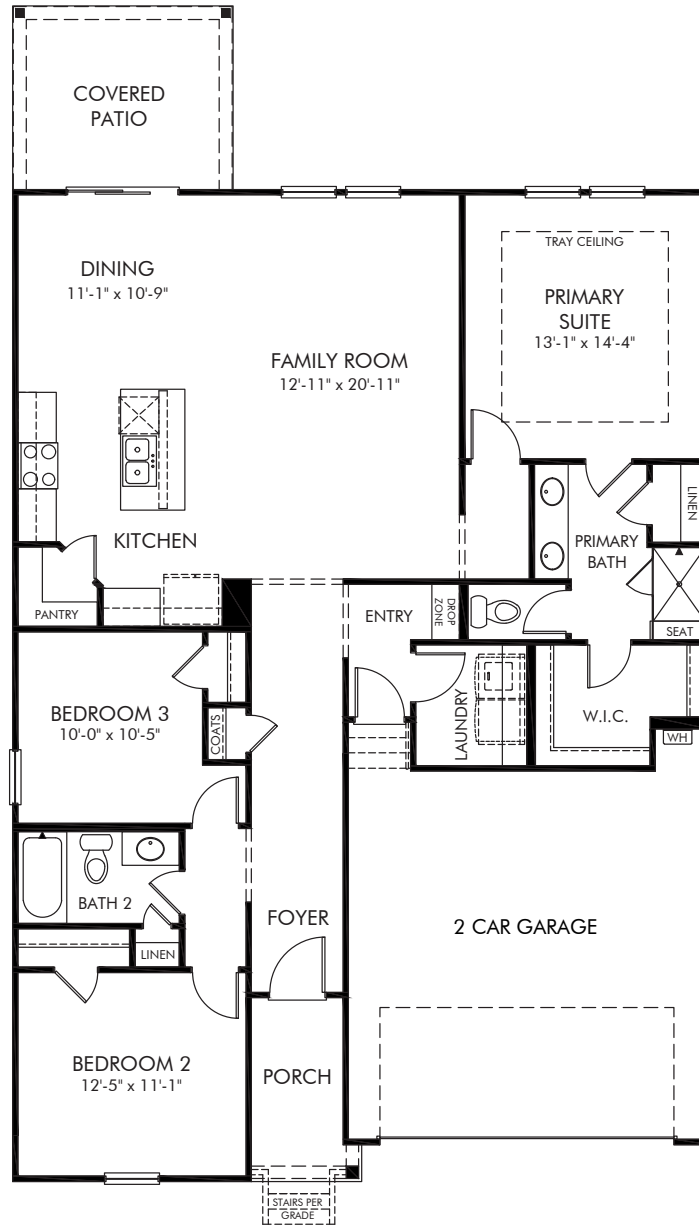 COVERED
PATIO
DINING
11'-1" x 10'-9"
TRAY CEILING
PRIMARY
SUITE
13'-1" x 14'-4"
FAMILY ROOM
12'-11" x 20'-11"
KITCHEN
LINEN
PRIMARY
BATH
PANTRY
ENTRY
DROP
ZONE
SEAT
BEDROOM 3
10'-0" x 10'-5"
COATS
LAUNDRY
W.I.C.
WH
BATH 2
LINEN
FOYER
2 CAR GARAGE
BEDROOM 2
12'-5" x 11'-1"
PORCH
STAIRS PER
GRADE